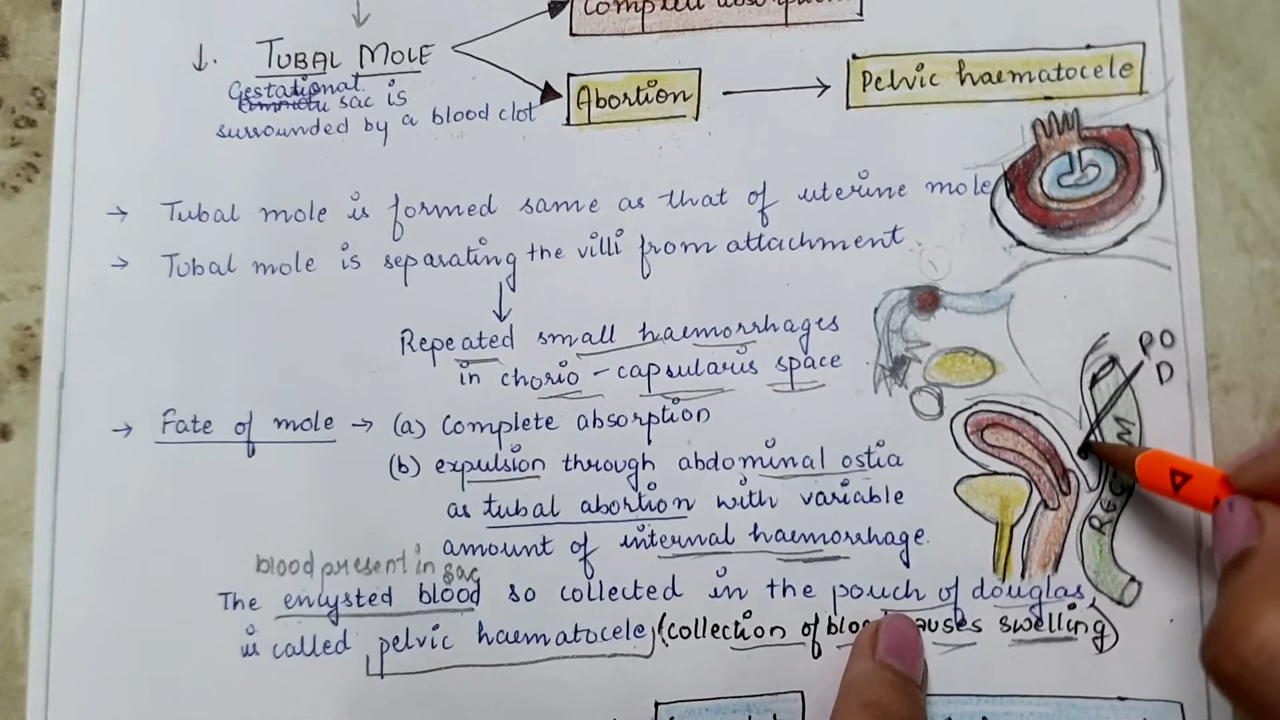 Complete absorption
↓. TUBAL MOLE
Abortion → Pelvic haematocele
Gestational
sac is
surrounded by a blood clot
→ Tubal mole is formed same as that of uterine mole
→ Tubal mole is separating the villi from attachment.
Repeated small haemorrhages
in chorio-capsularis space
PO
D
→ Fate of mole → (a) complete absorption
(b) expulsion through abdominal ostia
as tubal abortion with variable
amount of internal haemorrhage.
blood present in sac
The encysted blood so collected in the pouch of douglas,
is called pelvic haematocele (collection of blood causes swelling)